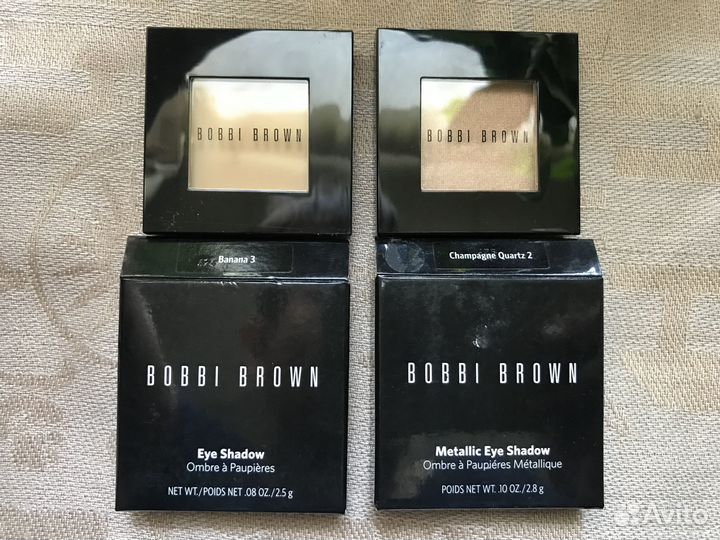 BOBBI BROWN
BOBBI BROWN
Banana 3
Champagne Quartz 2
BOBBI BROWN
Eye Shadow
Ombre à Paupières
NET WT./POIDS NET .08 OZ./2.5 g
BOBBI BROWN
Metallic Eye Shadow
Ombre à Paupiéres Métallique
POIDS NET WT. .10 OZ./2.8 g
Avito